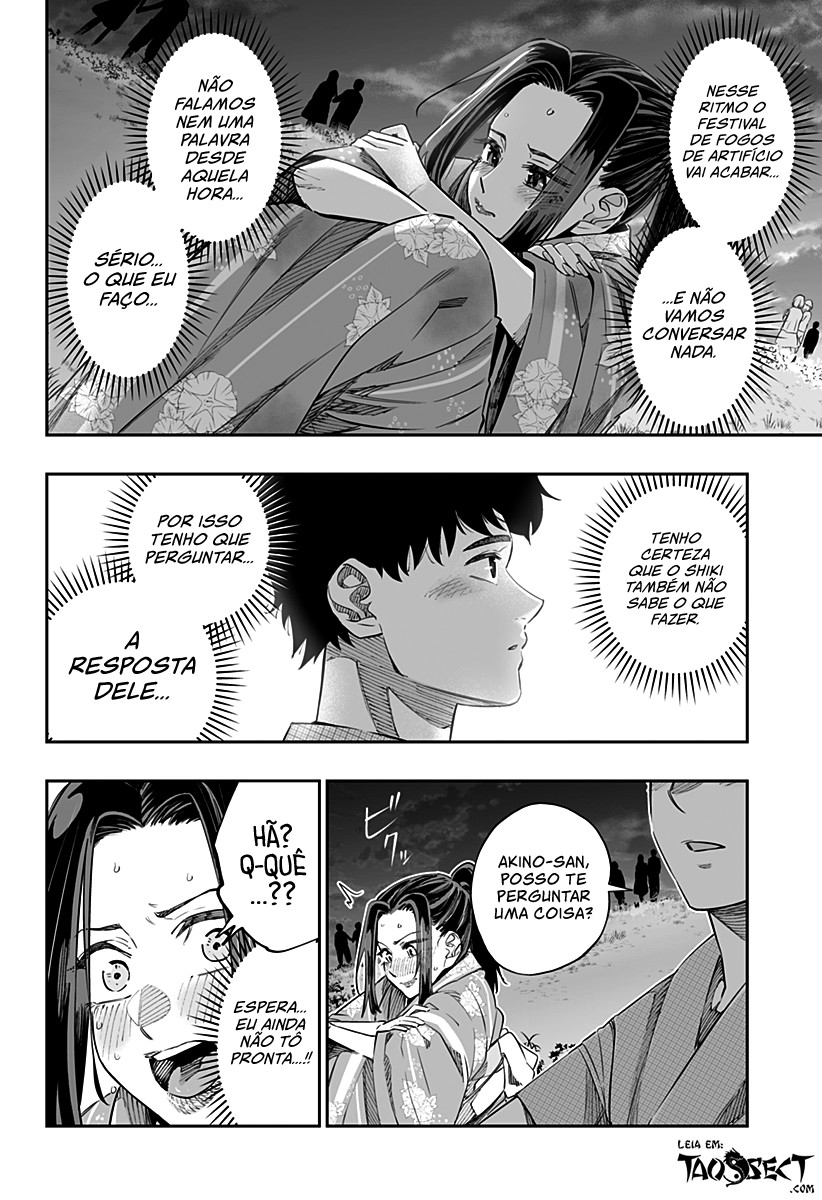 NESSE
RITMO O
FESTIVAL
DE FOGOS
DE ARTIFÍCIO
VAI ACABAR...
...E NÃO
VAMOS
CONVERSAR
NADA.
NÃO
FALAMOS
NEM UMA
PALAVRA
DESDE
AQUELA
HORA...
SÉRIO...
O QUE EU
FAÇO...
TENHO
CERTEZA
QUE O SHIKI
TAMBÉM NÃO
SABE O QUE
FAZER.
POR ISSO
TENHO QUE
PERGUNTAR...
A
RESPOSTA
DELE...
AKINO-SAN,
POSSO TE
PERGUNTAR
UMA COISA?
ビクッ
HÃ?
Q-QUÊ
...??
ESPERA...
EU AINDA
NÃO TÔ
PRONTA...!!
LEIA EM:
TAOSECT
.COM